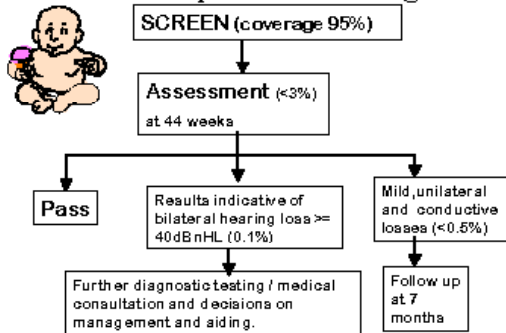 SCREEN (coverage 95%)
Assessment (<3%)
at 44 weeks
Pass
Results indicative of
bilateral hearing loss >=
40dBnHL (0.1%)
Mild,unilateral
and conductive
losses (<0.5%)
Further diagnostic testing / medical
consultation and decisions on
management and aiding.
Follow up
at 7
months